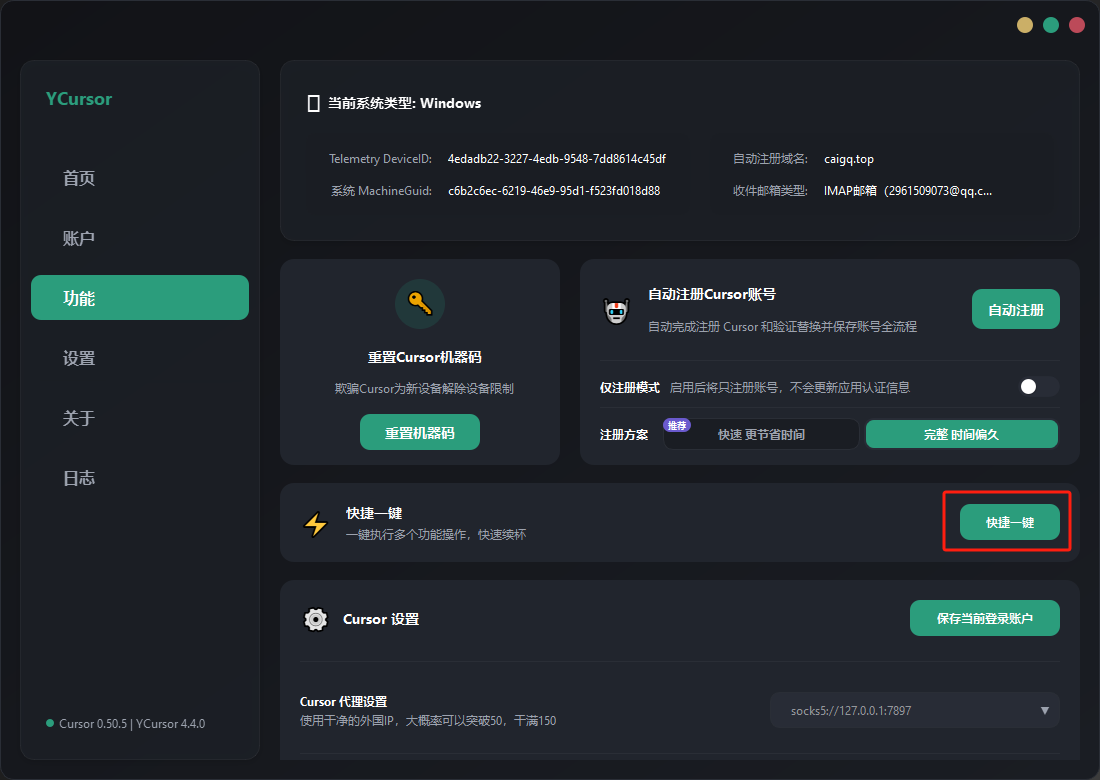 YCursor
首页
账户
功能
设置
关于
日志
Cursor 0.50.5 | YCursor 4.4.0
当前系统类型: Windows
Telemetry DeviceID: 4edadb22-3227-4edb-9548-7dd8614c45df
自动注册域名: caigq.top
系统 MachineGuid: c6b2c6ec-6219-46e9-95d1-f523fd018d88
收件邮箱类型: IMAP邮箱（2961509073@qq.c...
重置Cursor机器码
欺骗Cursor为新设备解除设备限制
重置机器码
自动注册Cursor账号
自动完成注册 Cursor 和验证替换并保存账号全流程
自动注册
仅注册模式 启用后将只注册账号，不会更新应用认证信息
注册方案
推荐
快速 更节省时间
完整 时间偏久
快捷一键
一键执行多个功能操作，快速续杯
快捷一键
Cursor 设置
保存当前登录账户
Cursor 代理设置
使用干净的外国IP，大概率可以突破50，干满150
socks5://127.0.0.1:7897